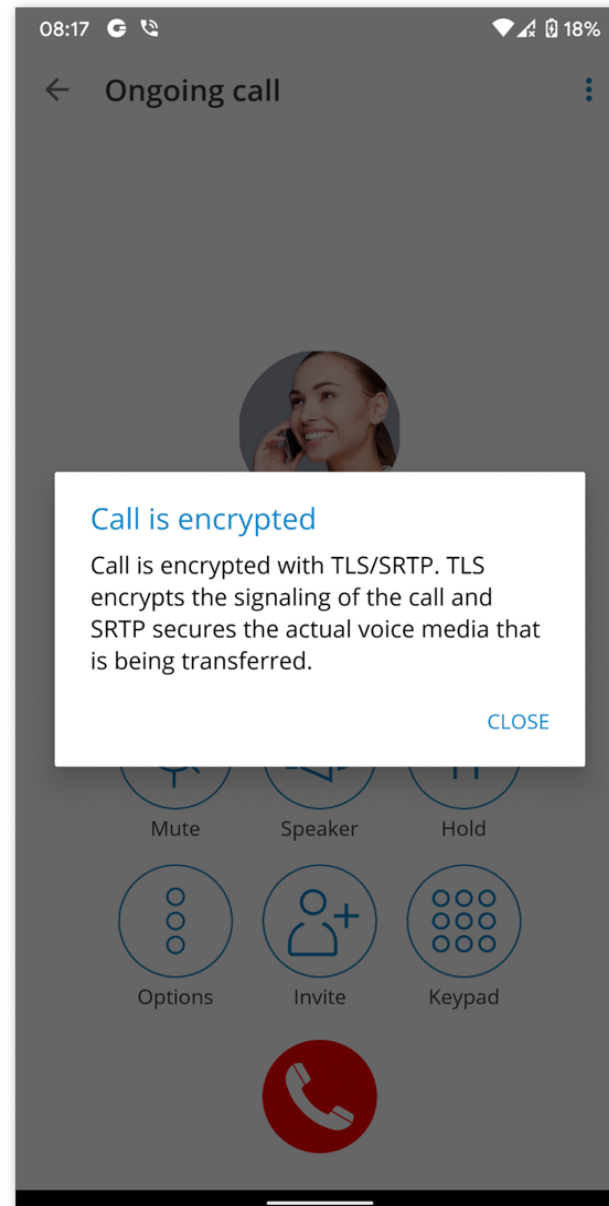 08:17 18%
Ongoing call
Call is encrypted
Call is encrypted with TLS/SRTP. TLS
encrypts the signaling of the call and
SRTP secures the actual voice media that
is being transferred.
CLOSE
Mute Speaker Hold
Options Invite Keypad